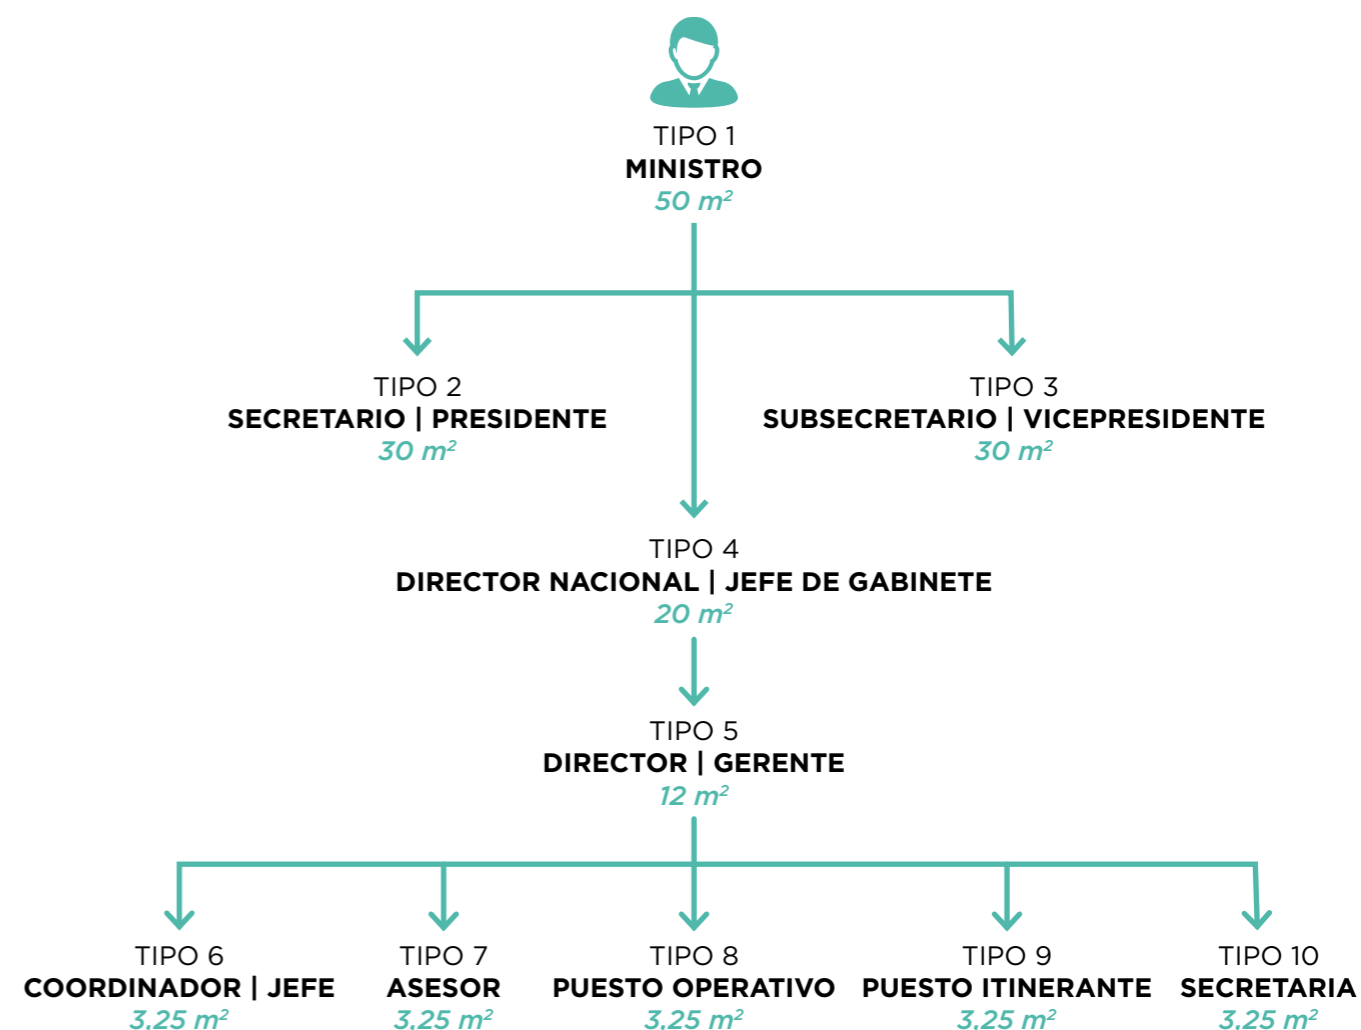 TIPO 1
MINISTRO
50 m²
TIPO 2
SECRETARIO | PRESIDENTE
30 m²
TIPO 3
SUBSECRETARIO | VICEPRESIDENTE
30 m²
TIPO 4
DIRECTOR NACIONAL | JEFE DE GABINETE
20 m²
TIPO 5
DIRECTOR | GERENTE
12 m²
TIPO 6
COORDINADOR | JEFE
3,25 m²
TIPO 7
ASESOR
3,25 m²
TIPO 8
PUESTO OPERATIVO
3,25 m²
TIPO 9
PUESTO ITINERANTE
3,25 m²
TIPO 10
SECRETARIA
3,25 m²